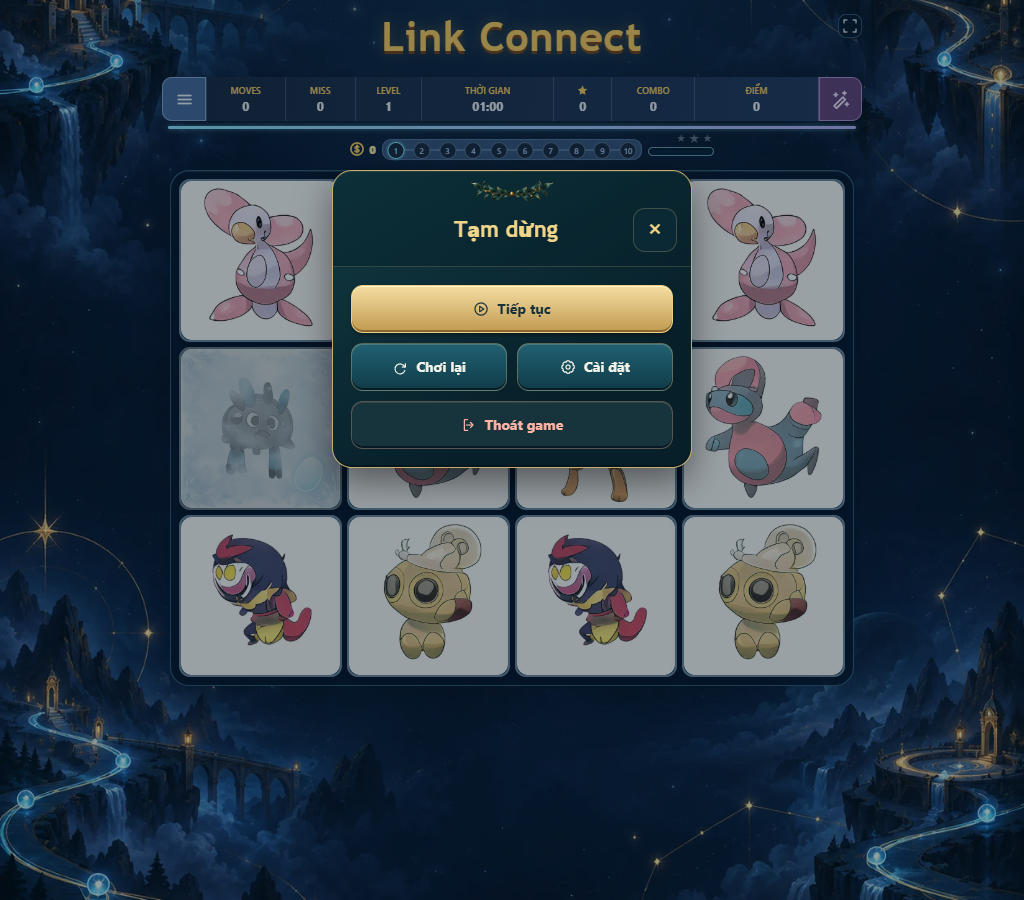 Link Connect
MOVES MISS LEVEL THỜI GIAN ★ COMBO ĐIỂM
0 0 1 01:00 0 0 0
$ 0 1 2 3 4 5 6 7 8 9 10
Tạm dừng
Tiếp tục
Chơi lại Cài đặt
Thoát game